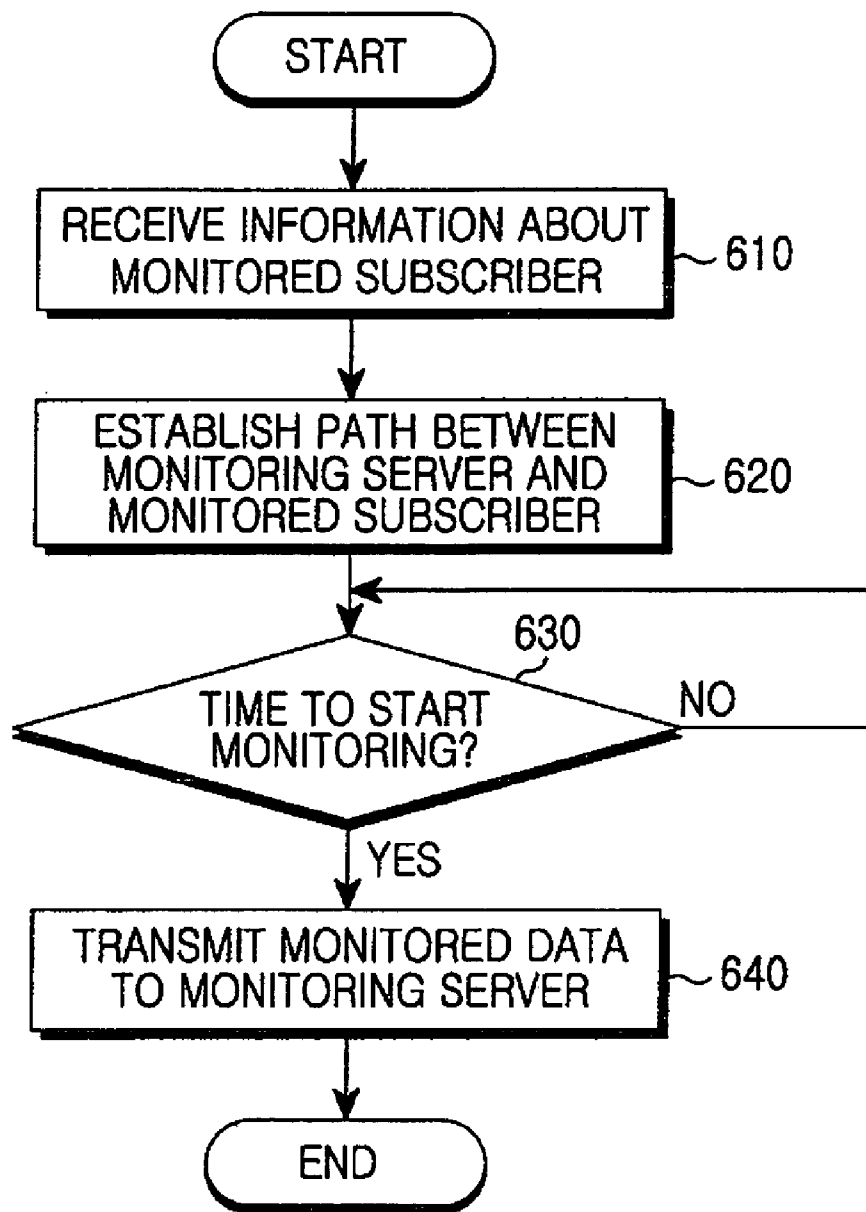 START
RECEIVE INFORMATION ABOUT
MONITORED SUBSCRIBER
610
ESTABLISH PATH BETWEEN
MONITORING SERVER AND
MONITORED SUBSCRIBER
620
630
TIME TO START
MONITORING?
NO
YES
TRANSMIT MONITORED DATA
TO MONITORING SERVER
640
END